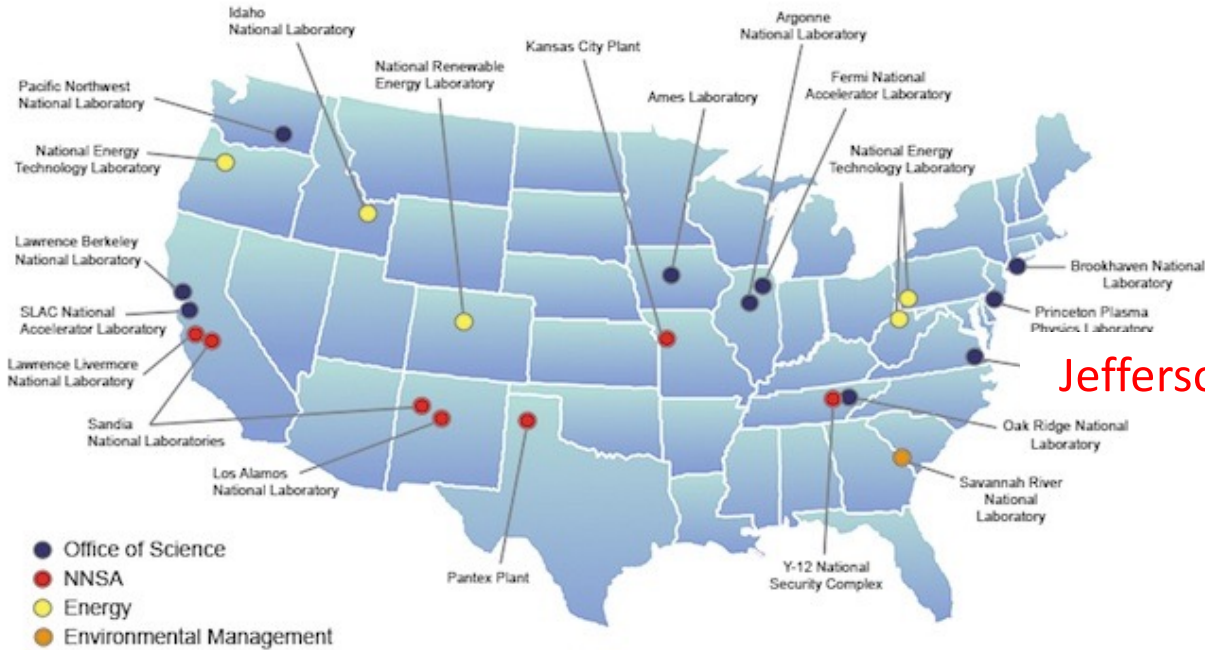 Idaho
National Laboratory
Argonne
National Laboratory
Kansas City Plant
National Renewable
Energy Laboratory
Fermi National
Accelerator Laboratory
Pacific Northwest
National Laboratory
Ames Laboratory
National Energy
Technology Laboratory
National Energy
Technology Laboratory
Lawrence Berkeley
National Laboratory
Brookhaven National
Laboratory
SLAC National
Accelerator Laboratory
Princeton Plasma
Physics Laboratory
Lawrence Livermore
National Laboratory
Jefferso
Sandia
National Laboratories
Oak Ridge National
Laboratory
Los Alamos
National Laboratory
Savannah River
National
Laboratory
Office of Science
NNSA
Energy
Environmental Management
Pantex Plant
Y-12 National
Security Complex